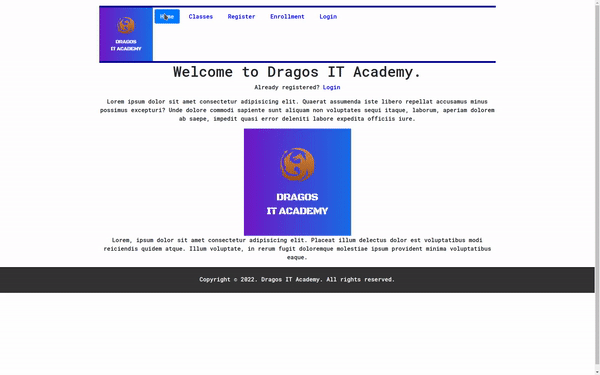 DRAGOS
IT ACADEMY
Home Classes Register Enrollment Login
Welcome to Dragos IT Academy.
Already registered? Login
Lorem ipsum dolor sit amet consectetur adipisicing elit. Quaerat assumenda iste libero repellat accusamus minus
possimus excepturi? Unde dolore commodi sapiente sunt aliquam non voluptates sequi itaque, laborum, aperiam dolorem
ab saepe, impedit quasi error deleniti labore expedita officiis iure.
DRAGOS
IT ACADEMY
Lorem, ipsum dolor sit amet consectetur adipisicing elit. Placeat illum delectus dolor est voluptatibus modi
reiciendis quidem atque. Illum voluptate, in rerum fugit doloremque molestiae ipsum provident minima voluptatibus
eaque.
Copyright © 2022. Dragos IT Academy. All rights reserved.